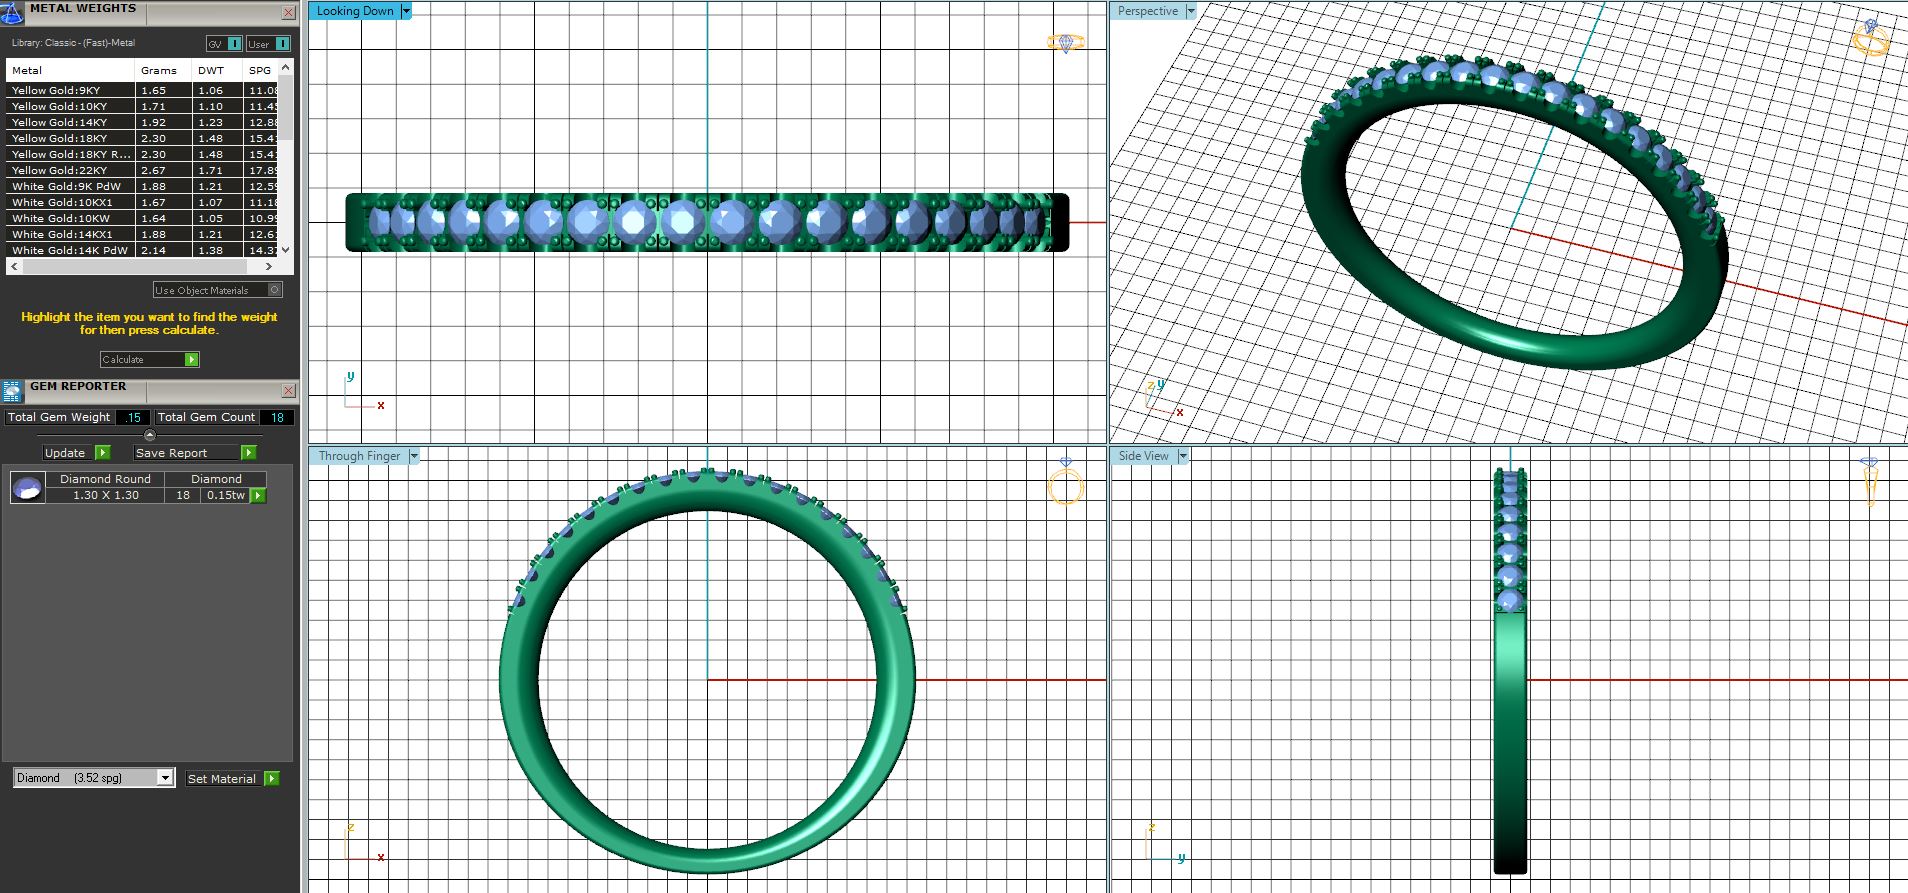 METAL WEIGHTS
Library: Classic - (Fast)-Metal GV User
Metal Grams DWT SPG
Yellow Gold:9KY 1.65 1.06 11.08
Yellow Gold:10KY 1.71 1.10
Yellow Gold:14KY 1.92 1.23 12.88
Yellow Gold:18KY 2.30 1.48 15.41
Yellow Gold:18KY R... 2.30 1.48 15.41
Yellow Gold:22KY 2.67 1.71 17.89
White Gold:9K PdW 1.88 1.21 12.59
White Gold:10KX1 1.67 1.07 11.18
White Gold:10KW 1.64 1.05 10.99
White Gold:14KX1 1.88 1.21 12.61
White Gold:14K PdW 2.14 1.38 14.37
Use Object Materials
Highlight the item you want to find the weight
for then press calculate.
Calculate
GEM REPORTER
Total Gem Weight .15 Total Gem Count 18
Update Save Report
Diamond Round Diamond
1.30 X 1.30 18 0.15tw
Diamond (3.52 spg) Set Material
Looking Down
y
x
Perspective
z y
x
Through Finger
z
x
Side View
z
y